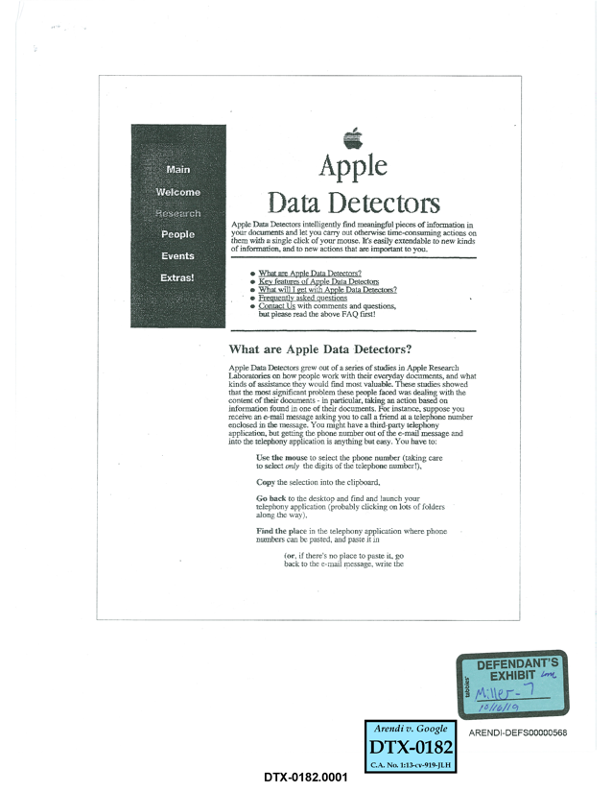 Main
Welcome
Research
People
Events
Extras!
Apple
Data Detectors
Apple Data Detectors intelligently find meaningful pieces of information in
your documents and let you carry out otherwise time-consuming actions on
them with a single click of your mouse. It's easily extendable to new kinds
of information, and to new actions that are important to you.
What are Apple Data Detectors?
Key features of Apple Data Detectors
What will I get with Apple Data Detectors?
Frequently asked questions
Contact Us with comments and questions,
but please read the above FAQ first!
What are Apple Data Detectors?
Apple Data Detectors grew out of a series of studies in Apple Research
Laboratories on how people work with their everyday documents, and what
kinds of assistance they would find most valuable. These studies showed
that the most significant problem these people faced was dealing with the
content of their documents - in particular, taking an action based on
information found in one of their documents. For instance, suppose you
receive an e-mail message asking you to call a friend at a telephone number
enclosed in the message. You might have a third-party telephony
application, but getting the phone number out of the e-mail message and
into the telephony application is anything but easy. You have to:
Use the mouse to select the phone number (taking care
to select only the digits of the telephone number!),
Copy the selection into the clipboard,
Go back to the desktop and find and launch your
telephony application (probably clicking on lots of folders
along the way),
Find the place in the telephony application where phone
numbers can be pasted, and paste it in
(or, if there's no place to paste it, go
back to the e-mail message, write the
DEFENDANT'S
EXHIBIT
Miller-7
10/16/19
tabbies'
ARENDI-DEFS00000568
Arendi v. Google
DTX-0182
C.A. No. 1:13-cv-919-JLH
DTX-0182.0001